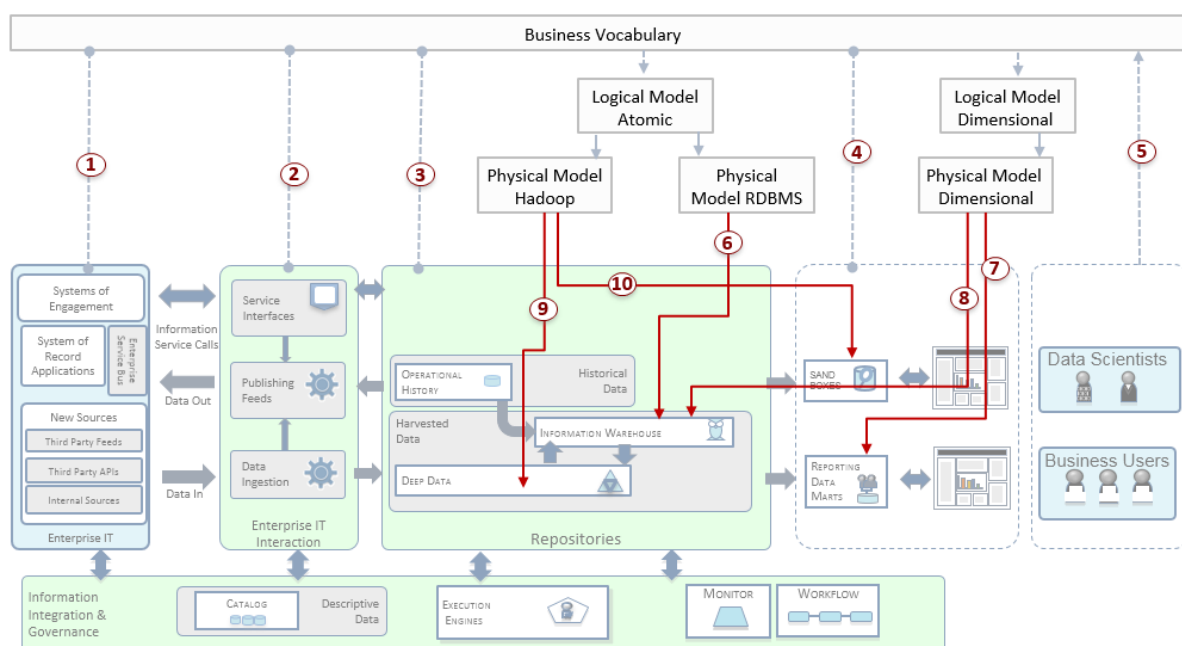 Business Vocabulary
Logical Model
Atomic
Logical Model
Dimensional
1
2
3
4
5
Physical Model
Hadoop
Physical
Model RDBMS
Physical Model
Dimensional
6
7
8
9
10
Systems of
Engagement
System of
Record
Applications
Enterprise
Service Bus
New Sources
Third Party Feeds
Third Party APIs
Internal Sources
Enterprise IT
Information
Service Calls
Data Out
Data In
Service
Interfaces
Publishing
Feeds
Data
Ingestion
Enterprise IT
Interaction
Operational
History
Historical
Data
Harvested
Data
Information Warehouse
Deep Data
Repositories
Sand
Boxes
Reporting
Data
Marts
Data Scientists
Business Users
Information
Integration &
Governance
Catalog
Descriptive
Data
Execution
Engines
Monitor
Workflow